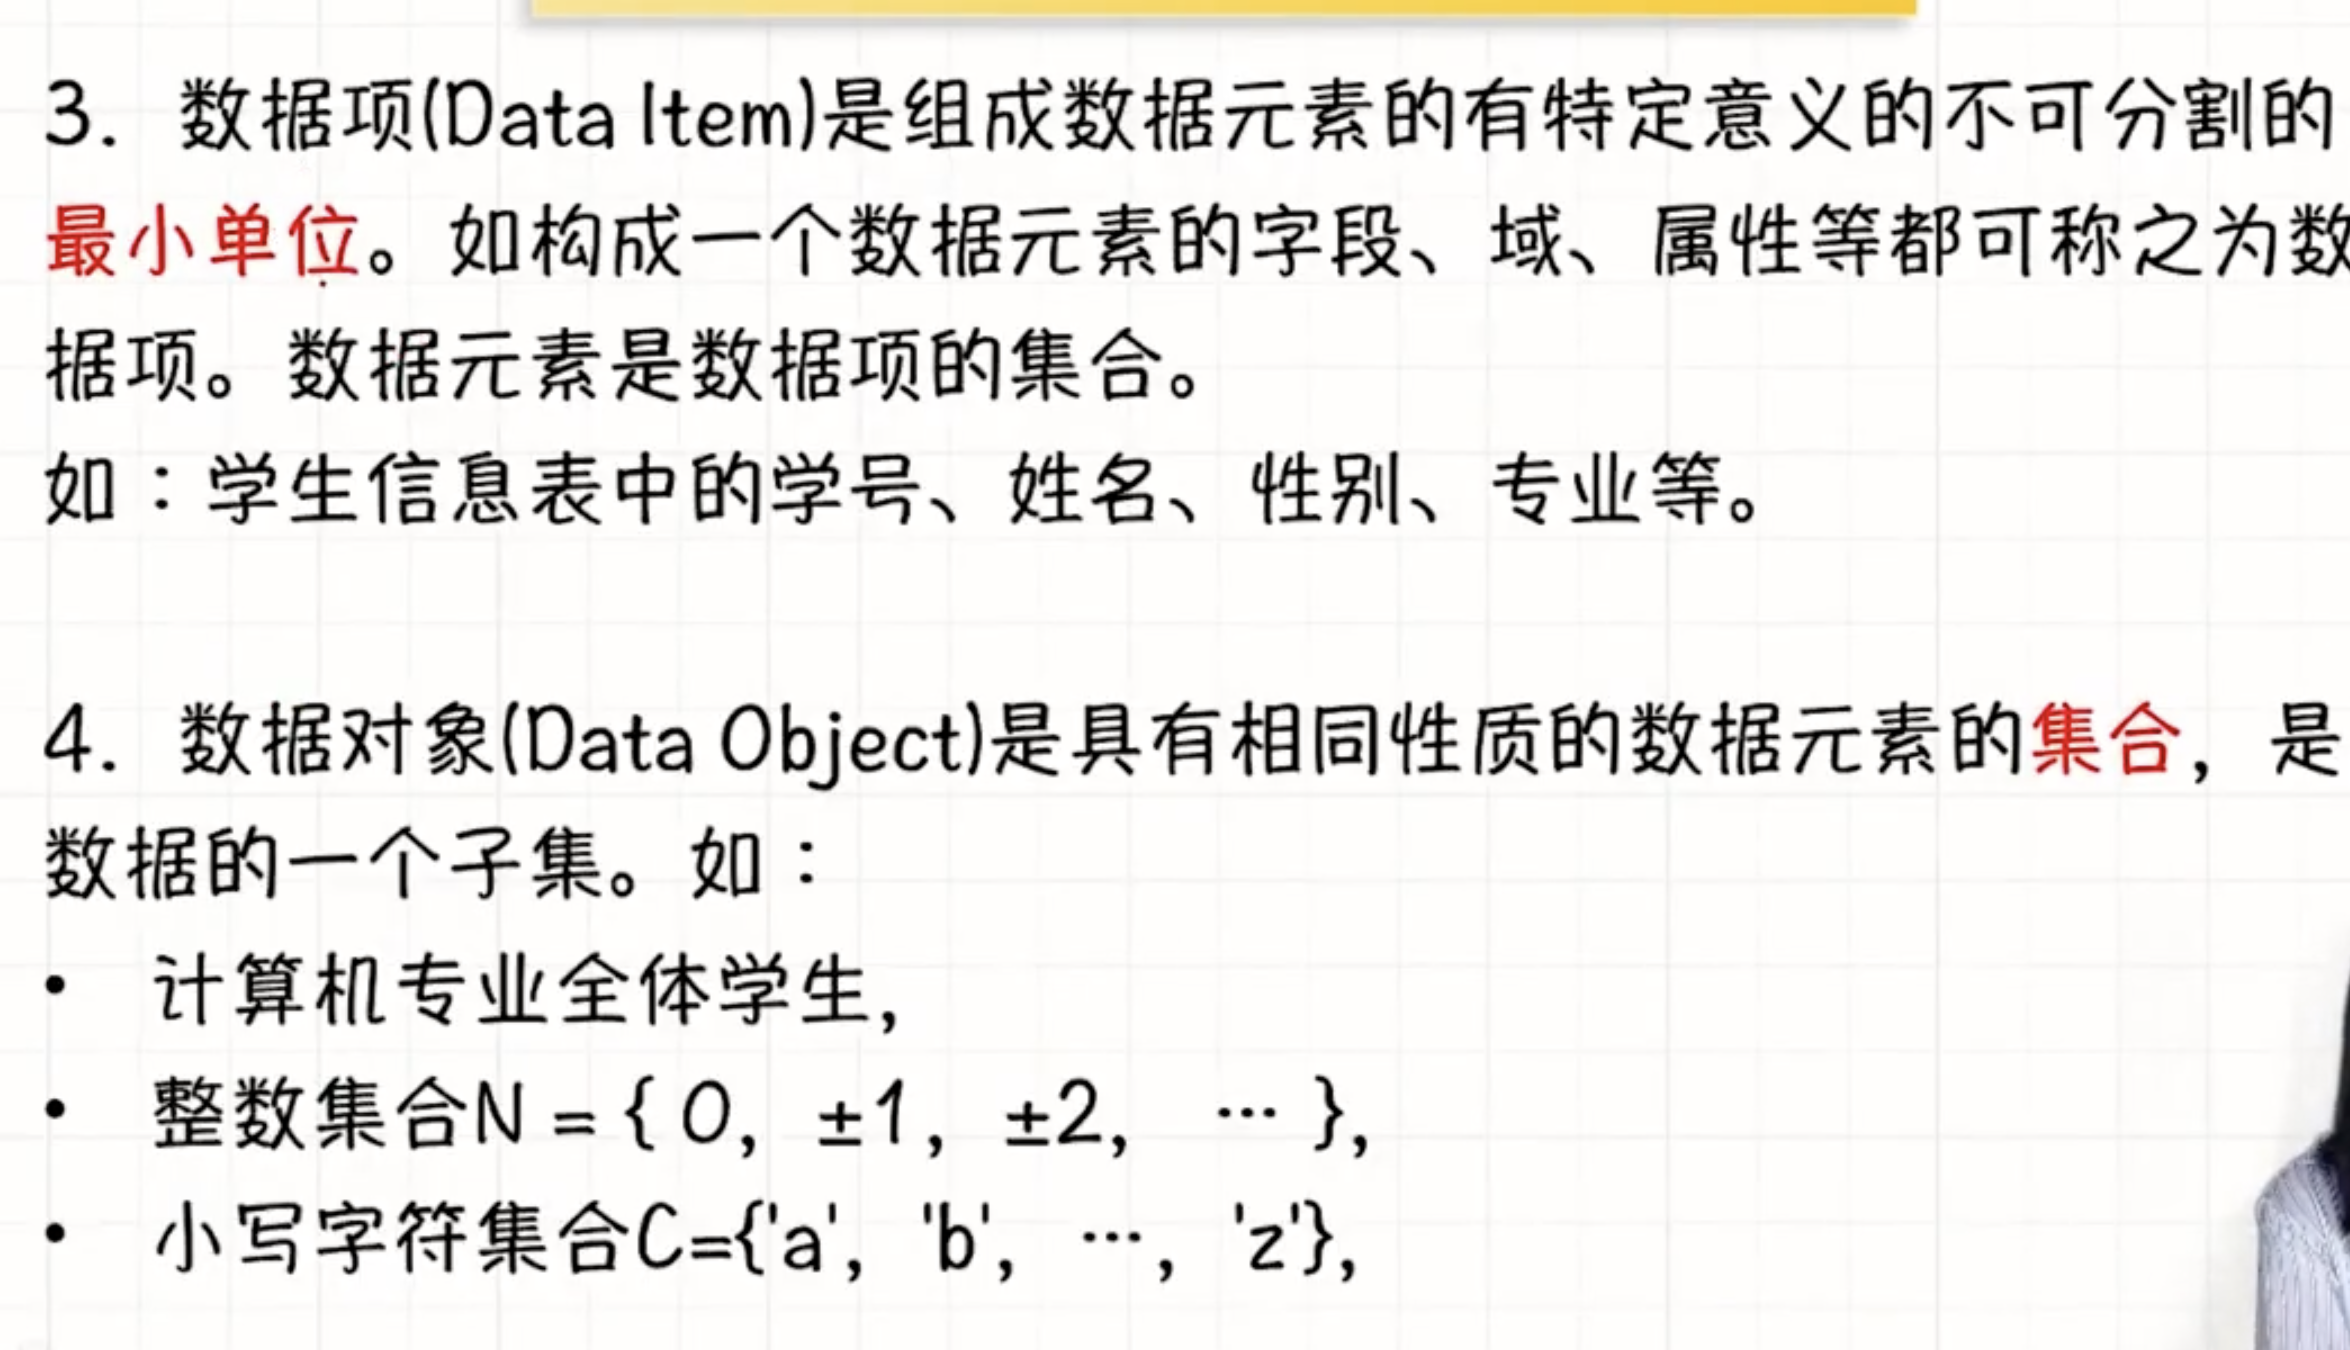 3. 数据项(Data Item)是组成数据元素的有特定意义的不可分割的
最小单位。如构成一个数据元素的字段、域、属性等都可称之为数
据项。数据元素是数据项的集合。
如：学生信息表中的学号、姓名、性别、专业等。
4. 数据对象(Data Object)是具有相同性质的数据元素的集合，是
数据的一个子集。如：
• 计算机专业全体学生,
• 整数集合N = { 0, ±1, ±2, … },
• 小写字符集合C={'a', 'b', …, 'z'},